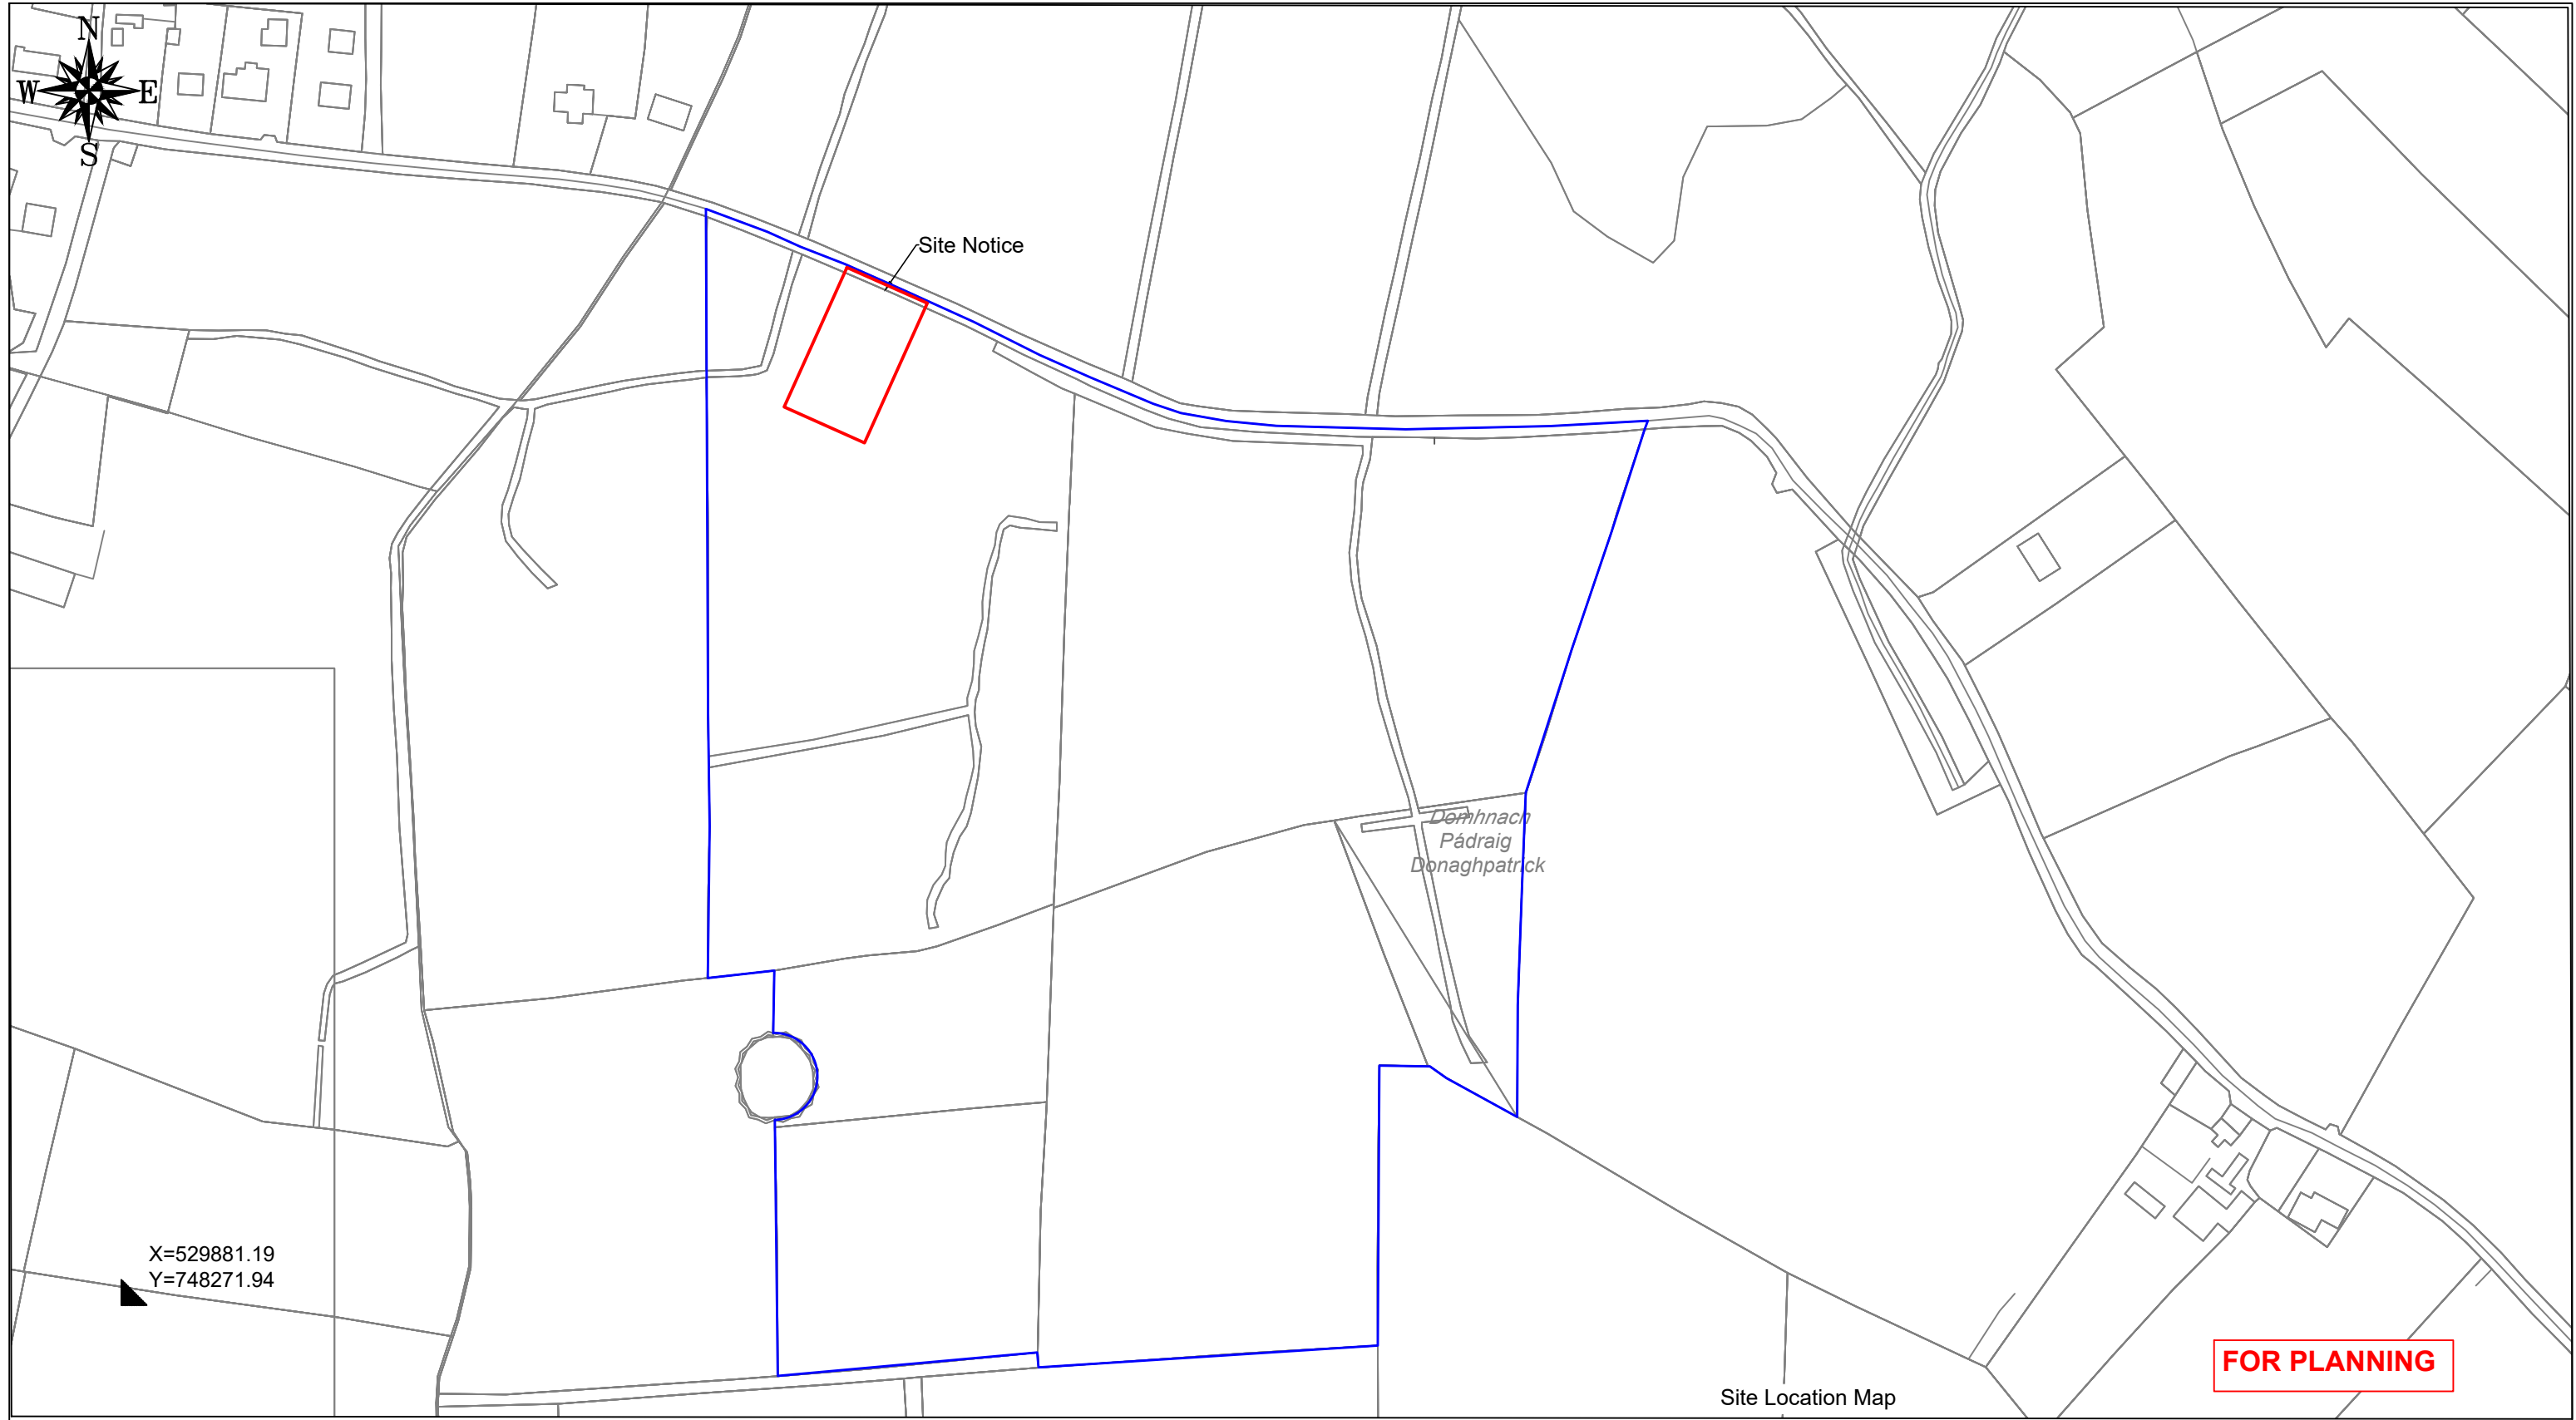 N
W E
S
Site Notice
Domhnach
Pádraig
Donaghpatrick
X=529881.19
Y=748271.94
FOR PLANNING
Site Location Map